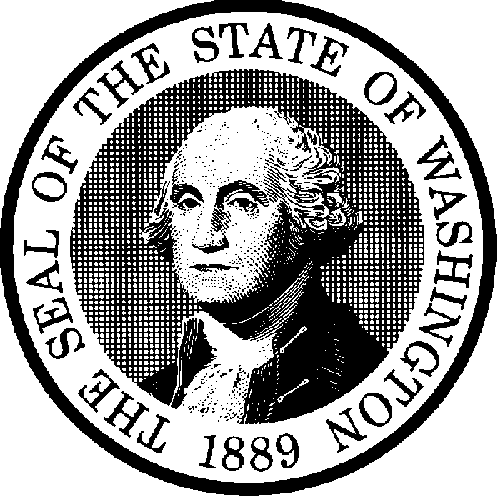 THE SEAL OF THE STATE OF WASHINGTON
1889